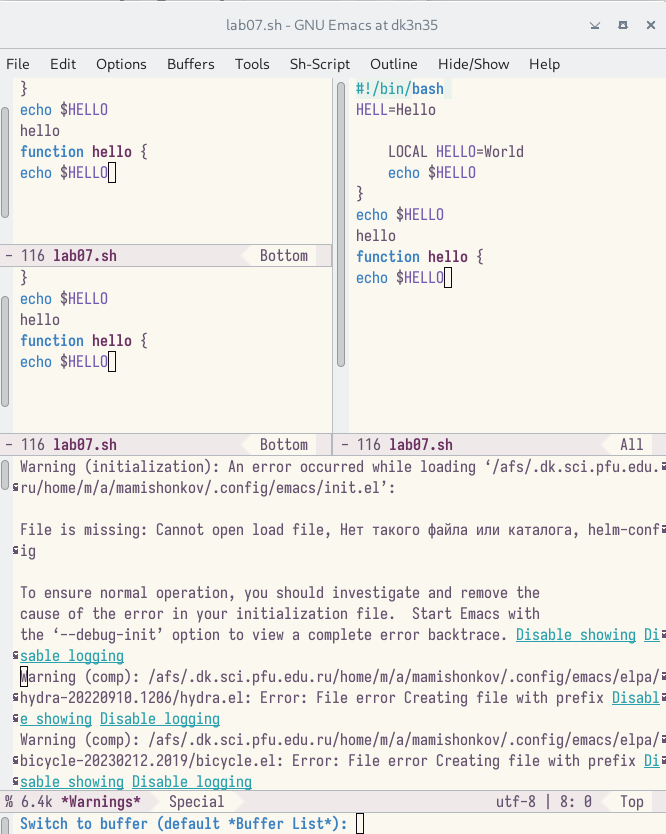 lab07.sh - GNU Emacs at dk3n35
File Edit Options Buffers Tools Sh-Script Outline Hide/Show Help
}
echo $HELLO
hello
function hello {
echo $HELLO
- 116 lab07.sh Bottom
}
echo $HELLO
hello
function hello {
echo $HELLO
- 116 lab07.sh Bottom
#!/bin/bash
HELL=Hello
LOCAL HELLO=World
echo $HELLO
}
echo $HELLO
hello
function hello {
echo $HELLO
- 116 lab07.sh All
Warning (initialization): An error occurred while loading ‘/afs/.dk.sci.pfu.edu.
ru/home/m/a/mamishonkov/.config/emacs/init.el’:
File is missing: Cannot open load file, Нет такого файла или каталога, helm-conf
ig
To ensure normal operation, you should investigate and remove the
cause of the error in your initialization file.  Start Emacs with
the ‘--debug-init’ option to view a complete error backtrace. Disable showing Di
sable logging
Warning (comp): /afs/.dk.sci.pfu.edu.ru/home/m/a/mamishonkov/.config/emacs/elpa/
hydra-20220910.1206/hydra.el: Error: File error Creating file with prefix Disabl
e showing Disable logging
Warning (comp): /afs/.dk.sci.pfu.edu.ru/home/m/a/mamishonkov/.config/emacs/elpa/
bicycle-20230212.2019/bicycle.el: Error: File error Creating file with prefix Di
sable showing Disable logging
% 6.4k *Warnings* Special utf-8 | 8: 0 Top
Switch to buffer (default *Buffer List*):